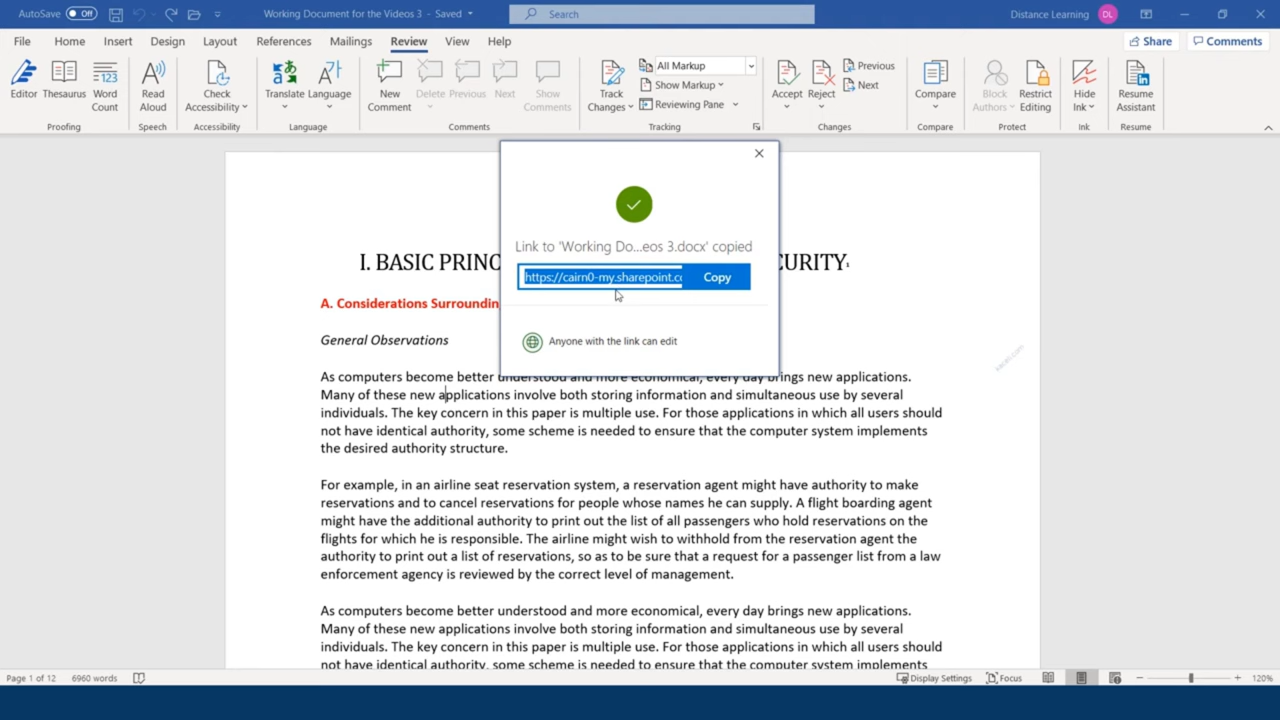 AutoSave Off
Working Document for the Videos 3 - Saved
Search
Distance Learning DL
File Home Insert Design Layout References Mailings Review View Help
Share Comments
Editor Thesaurus Word Count
Proofing
Read Aloud
Speech
Check Accessibility
Accessibility
Translate Language
Language
New Comment Delete Previous Next Show Comments
Comments
Track Changes
All Markup
Show Markup
Reviewing Pane
Tracking
Accept Reject
Previous
Next
Changes
Compare
Compare
Block Authors Restrict Editing
Protect
Hide Ink
Ink
Resume Assistant
Resume
Link to 'Working Do...eos 3.docx' copied
https://cairn0-my.sharepoint.co Copy
Anyone with the link can edit
I. BASIC PRINC CURITY
A. Considerations Surroundin
General Observations
As computers become better understood and more economical, every day brings new applications.
Many of these new applications involve both storing information and simultaneous use by several
individuals. The key concern in this paper is multiple use. For those applications in which all users should
not have identical authority, some scheme is needed to ensure that the computer system implements
the desired authority structure.
For example, in an airline seat reservation system, a reservation agent might have authority to make
reservations and to cancel reservations for people whose names he can supply. A flight boarding agent
might have the additional authority to print out the list of all passengers who hold reservations on the
flights for which he is responsible. The airline might wish to withhold from the reservation agent the
authority to print out a list of reservations, so as to be sure that a request for a passenger list from a law
enforcement agency is reviewed by the correct level of management.
As computers become better understood and more economical, every day brings new applications.
Many of these new applications involve both storing information and simultaneous use by several
individuals. The key concern in this paper is multiple use. For those applications in which all users should
not have identical authority, some scheme is needed to ensure that the computer system implements
Page 1 of 12 6960 words
Display Settings Focus
120%